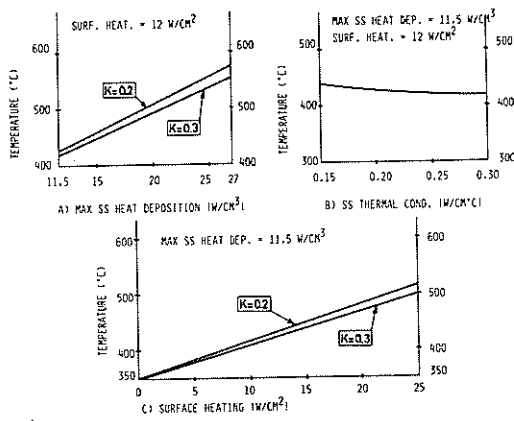 SURF. HEAT. = 12 W/CM²
TEMPERATURE (°C)
600
500
400
600
500
400
K=0.2
K=0.3
11.5 15 20 25 27
A) MAX SS HEAT DEPOSITION [W/CM³]
MAX SS HEAT DEP. = 11.5 W/CM³
SURF. HEAT. = 12 W/CM²
TEMPERATURE (°C)
500
400
300
500
400
300
0.15 0.20 0.25 0.30
B) SS THERMAL COND. [W/CM°C]
MAX SS HEAT DEP. = 11.5 W/CM³
TEMPERATURE (°C)
600
500
400
350
600
500
400
350
K=0.2
K=0.3
0 5 10 15 20 25
C) SURFACE HEATING [W/CM²]